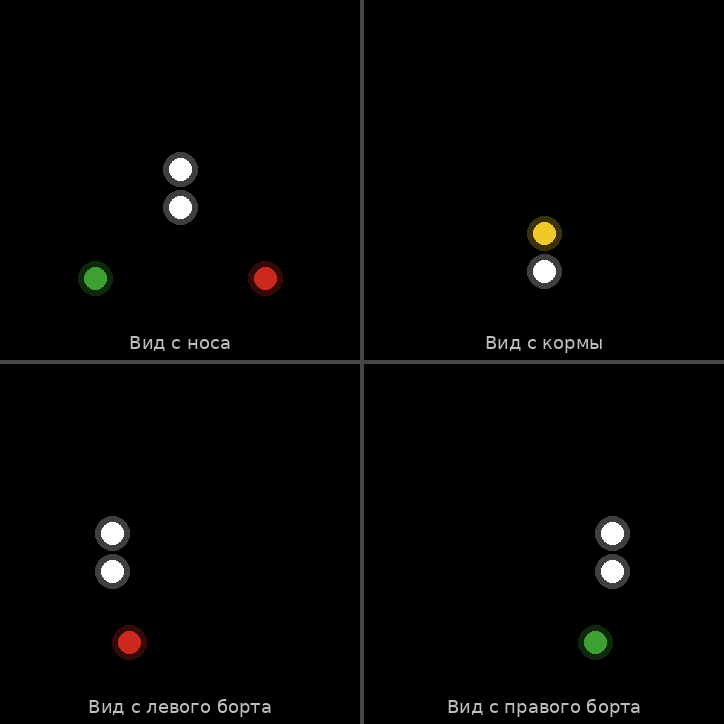 Вид с носа
Вид с кормы
Вид с левого борта
Вид с правого борта